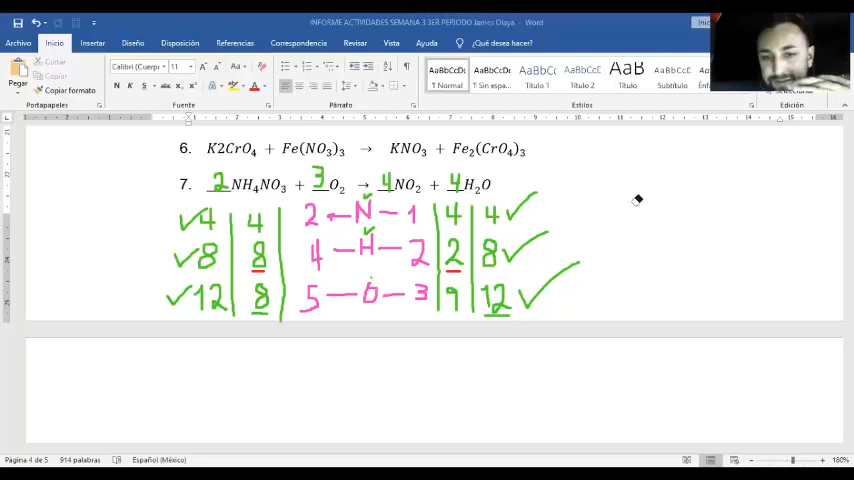 INFORME ACTIVIDADES SEMANA 3 3ER PERIODO James Olaya - Word
Inic
Archivo Inicio Insertar Diseño Disposición Referencias Correspondencia Revisar Vista Ayuda ¿Qué desea hacer?
Pegar
Cortar
Copiar
Copiar formato
Calibri (Cuerpo 11
N K S
AaBbCcDc AaBbCcDc AaBbCc AaBbCcD AaB AaBbCcD
¶ Normal ¶ Sin espa... Título 1 Título 2 Título Subtítulo
Seleccionar
Portapapeles Fuente Párrafo Estilos Edición
6. K2CrO₄ + Fe(NO₃)₃ → KNO₃ + Fe₂(CrO₄)₃
7. 2 NH₄NO₃ + 3 O₂ → 4 NO₂ + 4 H₂O
✓4 | 4 | 2 ← N — 1 | 4 | 4 ✓
✓8 | 8 | 4 — H — 2 | 2 | 8 ✓
✓12 | 8 | 5 — O — 3 | 9 | 12 ✓
Página 4 de 5 914 palabras Español (México) 180%